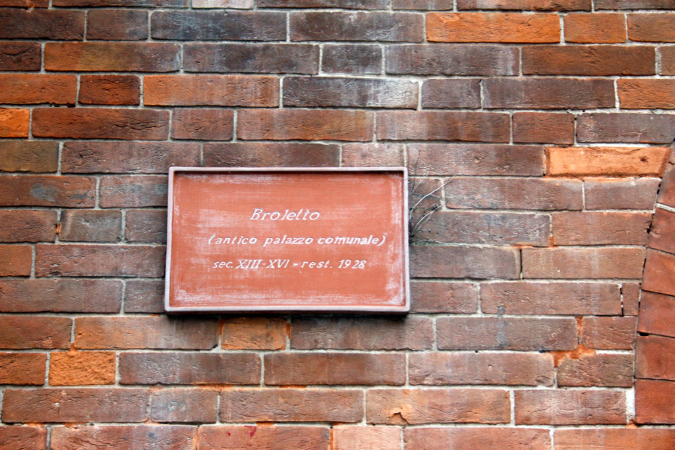 Broletto
(antico palazzo comunale)
sec. XIII-XVI - rest. 1928